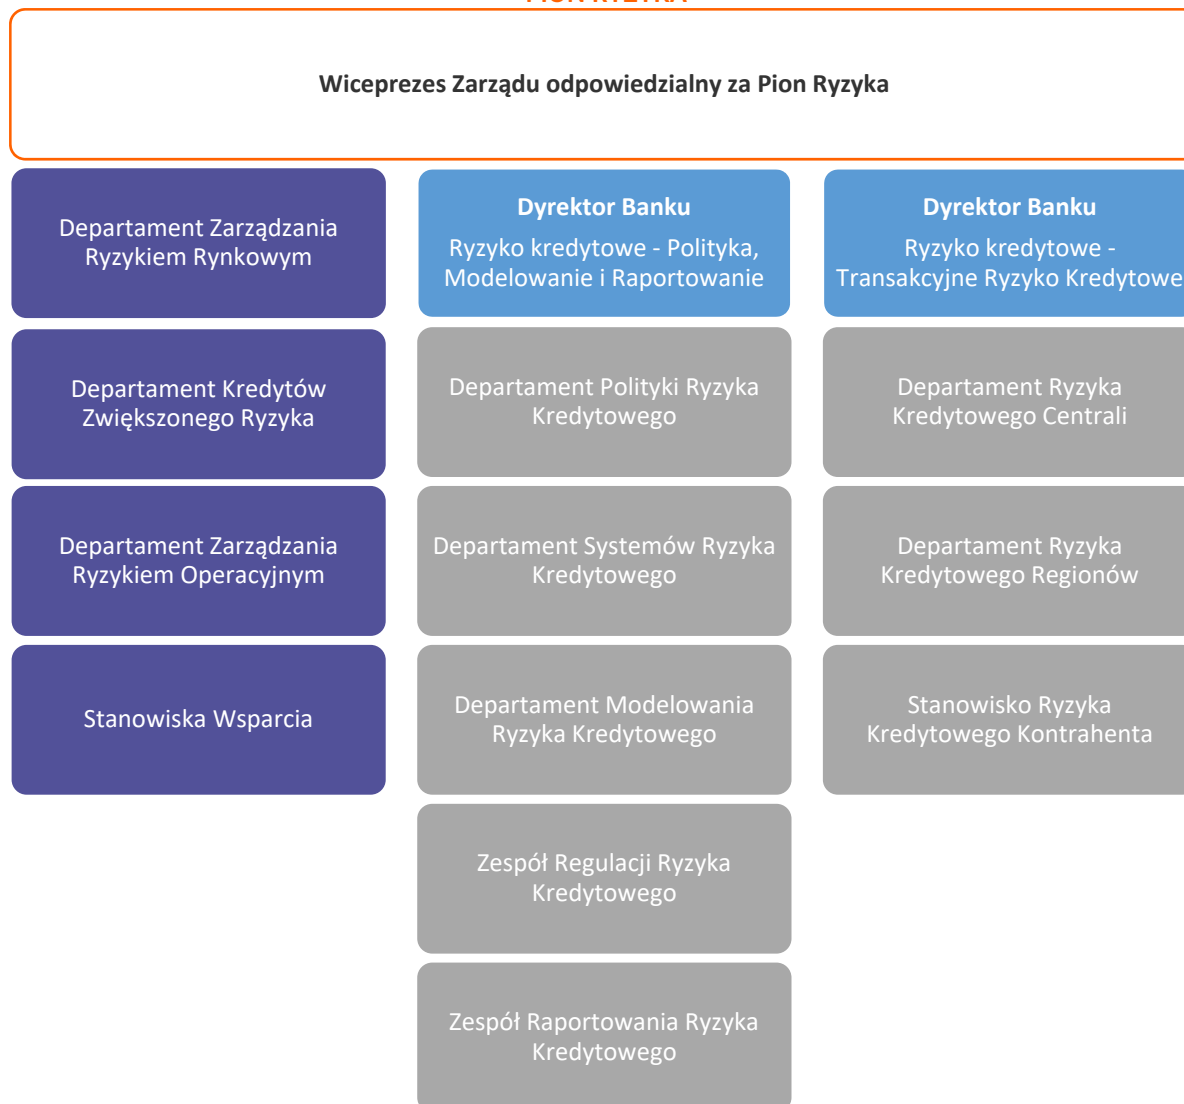 PION RYZYKA
Wiceprezes Zarządu odpowiedzialny za Pion Ryzyka
Departament Zarządzania
Ryzykiem Rynkowym
Departament Kredytów
Zwiększonego Ryzyka
Departament Zarządzania
Ryzykiem Operacyjnym
Stanowiska Wsparcia
Dyrektor Banku
Ryzyko kredytowe - Polityka,
Modelowanie i Raportowanie
Departament Polityki Ryzyka
Kredytowego
Departament Systemów Ryzyka
Kredytowego
Departament Modelowania
Ryzyka Kredytowego
Zespół Regulacji Ryzyka
Kredytowego
Zespół Raportowania Ryzyka
Kredytowego
Dyrektor Banku
Ryzyko kredytowe -
Transakcyjne Ryzyko Kredytowe
Departament Ryzyka
Kredytowego Centrali
Departament Ryzyka
Kredytowego Regionów
Stanowisko Ryzyka
Kredytowego Kontrahenta